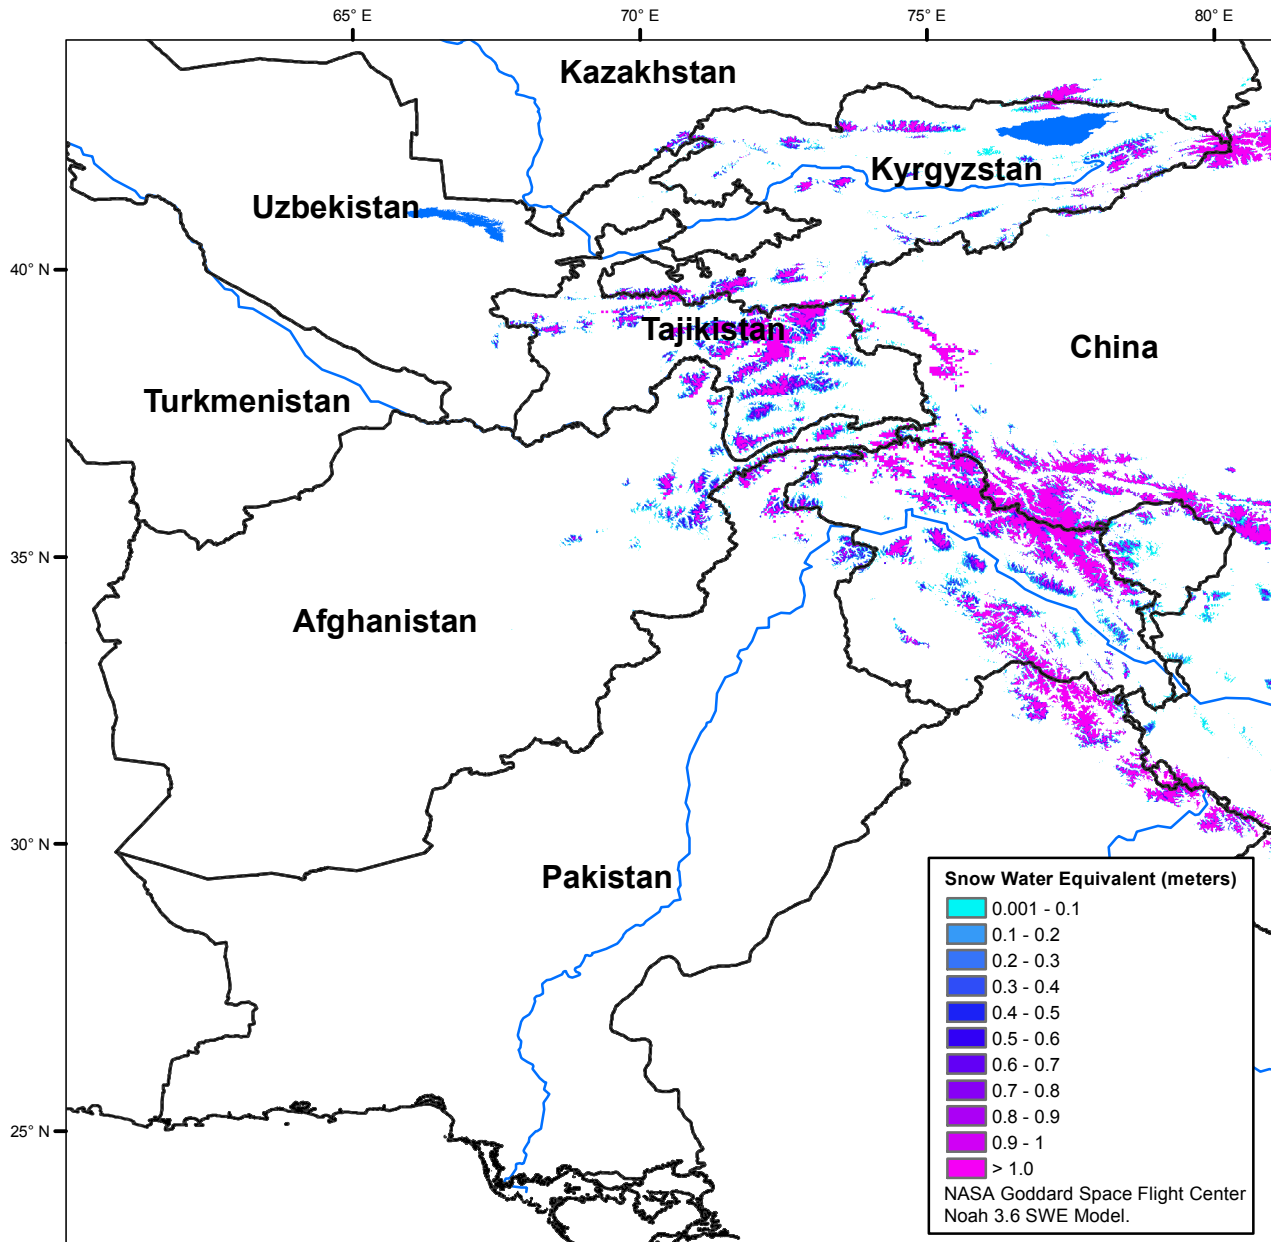 65° E
70° E
75° E
80° E
Kazakhstan
Kyrgyzstan
Uzbekistan
40° N
Tajikistan
China
Turkmenistan
35° N
Afghanistan
30° N
Pakistan
25° N
Snow Water Equivalent (meters)
0.001 - 0.1
0.1 - 0.2
0.2 - 0.3
0.3 - 0.4
0.4 - 0.5
0.5 - 0.6
0.6 - 0.7
0.7 - 0.8
0.8 - 0.9
0.9 - 1
> 1.0
NASA Goddard Space Flight Center
Noah 3.6 SWE Model.